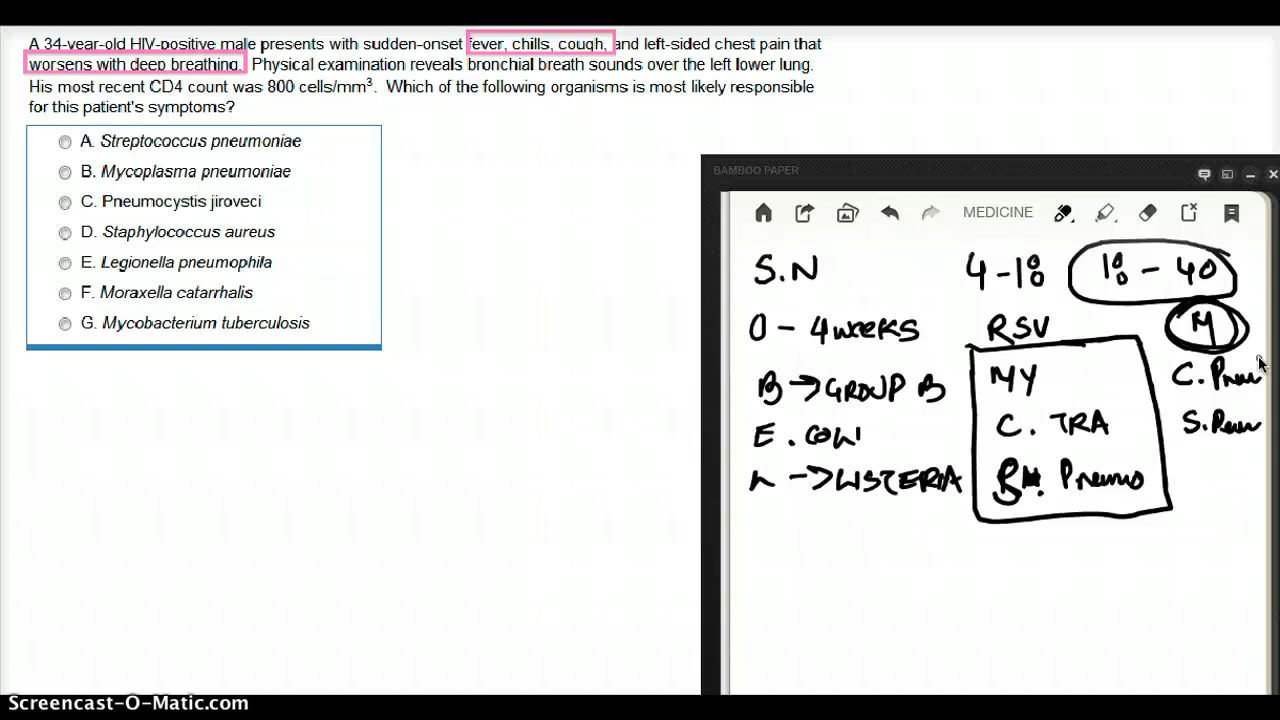 A 34-year-old HIV-positive male presents with sudden-onset fever, chills, cough, and left-sided chest pain that
worsens with deep breathing. Physical examination reveals bronchial breath sounds over the left lower lung.
His most recent CD4 count was 800 cells/mm³. Which of the following organisms is most likely responsible
for this patient's symptoms?
A. Streptococcus pneumoniae
B. Mycoplasma pneumoniae
C. Pneumocystis jiroveci
D. Staphylococcus aureus
E. Legionella pneumophila
F. Moraxella catarrhalis
G. Mycobacterium tuberculosis
BAMBOO PAPER
MEDICINE
S.N
0 - 4 weeks
B → GROUP B
E. COLI
L → LISTERIA
4 - 18
RSV
MY
C. TRA
Pneumo
18 - 40
M
C. Pneu
S. Pneu
Screencast-O-Matic.com